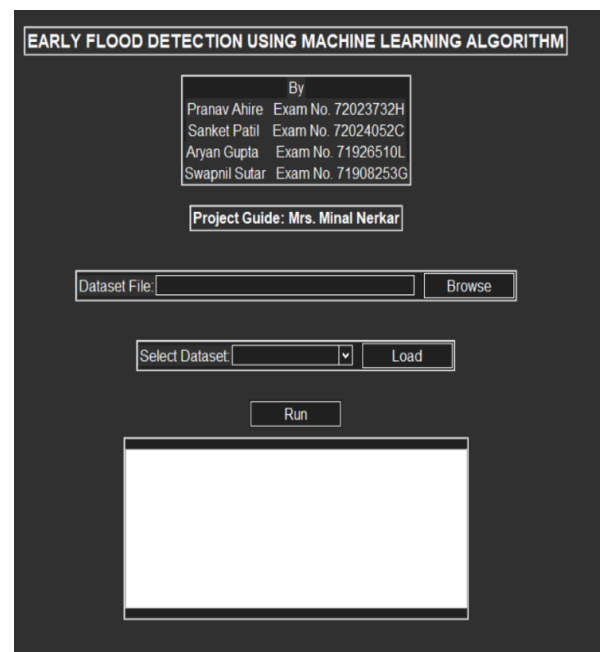 EARLY FLOOD DETECTION USING MACHINE LEARNING ALGORITHM
By
Pranav Ahire Exam No. 72023732H
Sanket Patil Exam No. 72024052C
Aryan Gupta Exam No. 71926510L
Swapnil Sutar Exam No. 71908253G
Project Guide: Mrs. Minal Nerkar
Dataset File: Browse
Select Dataset: Load
Run